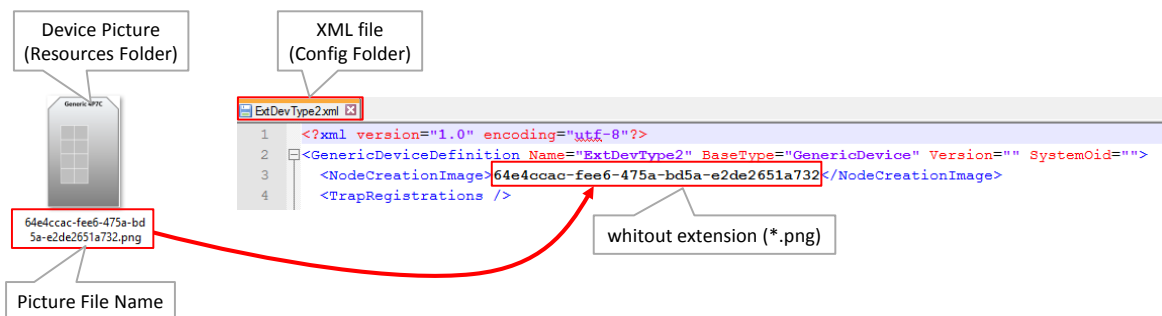 Device Picture
(Resources Folder)
XML file
(Config Folder)
Generic 4P7C
ExtDevType2.xml
1 <?xml version="1.0" encoding="utf-8"?>
2 <GenericDeviceDefinition Name="ExtDevType2" BaseType="GenericDevice" Version="" SystemOid="">
3 <NodeCreationImage>64e4ccac-fee6-475a-bd5a-e2de2651a732</NodeCreationImage>
4 <TrapRegistrations />
64e4ccac-fee6-475a-bd
5a-e2de2651a732.png
whitout extension (*.png)
Picture File Name